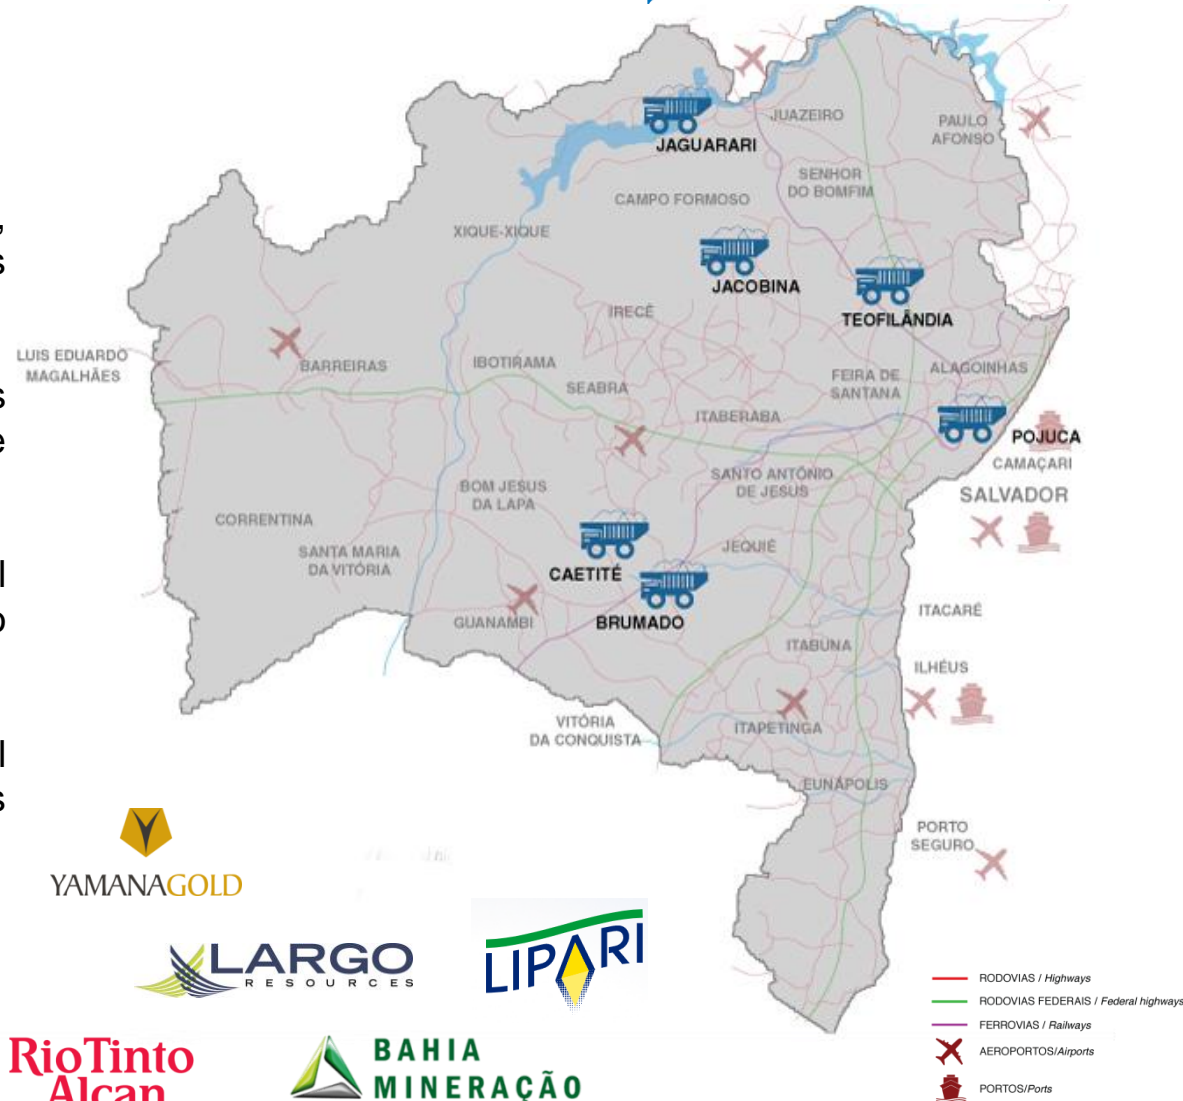 JUAZEIRO
PAULO
AFONSO
JAGUARARI
SENHOR
DO BOMFIM
CAMPO FORMOSO
XIQUE-XIQUE
JACOBINA
IRECÊ
TEOFILÂNDIA
LUIS EDUARDO
MAGALHÃES
BARREIRAS
IBOTIRAMA
SEABRA
ALAGOINHAS
FEIRA DE
SANTANA
ITABERABA
POJUCA
CAMAÇARI
SANTO ANTÔNIO
DE JESUS
SALVADOR
BOM JESUS
DA LAPA
CORRENTINA
SANTA MARIA
DA VITÓRIA
JEQUIÉ
CAETITÉ
BRUMADO
GUANAMBI
ITACARÉ
ITABUNA
ILHÉUS
VITÓRIA
DA CONQUISTA
ITAPETINGA
EUNÁPOLIS
PORTO
SEGURO
YAMANAGOLD
LARGO
RESOURCES
LIPARI
RioTinto
Alcan
BAHIA
MINERAÇÃO
RODOVIAS / Highways
RODOVIAS FEDERAIS / Federal highways
FERROVIAS / Railways
AEROPORTOS/Airports
PORTOS/Ports